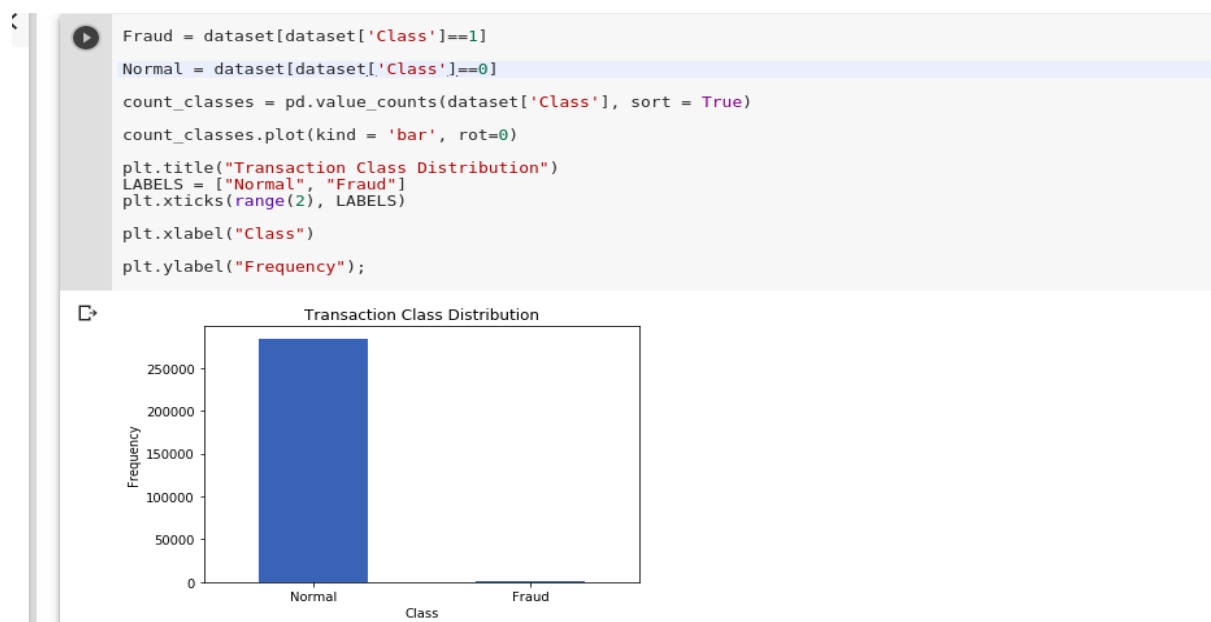 Fraud = dataset[dataset['Class']==1]
Normal = dataset[dataset['Class']==0]
count_classes = pd.value_counts(dataset['Class'], sort = True)
count_classes.plot(kind = 'bar', rot=0)
plt.title("Transaction Class Distribution")
LABELS = ["Normal", "Fraud"]
plt.xticks(range(2), LABELS)
plt.xlabel("Class")
plt.ylabel("Frequency");
Transaction Class Distribution
250000
200000
150000
100000
50000
0
Frequency
Normal Fraud
Class